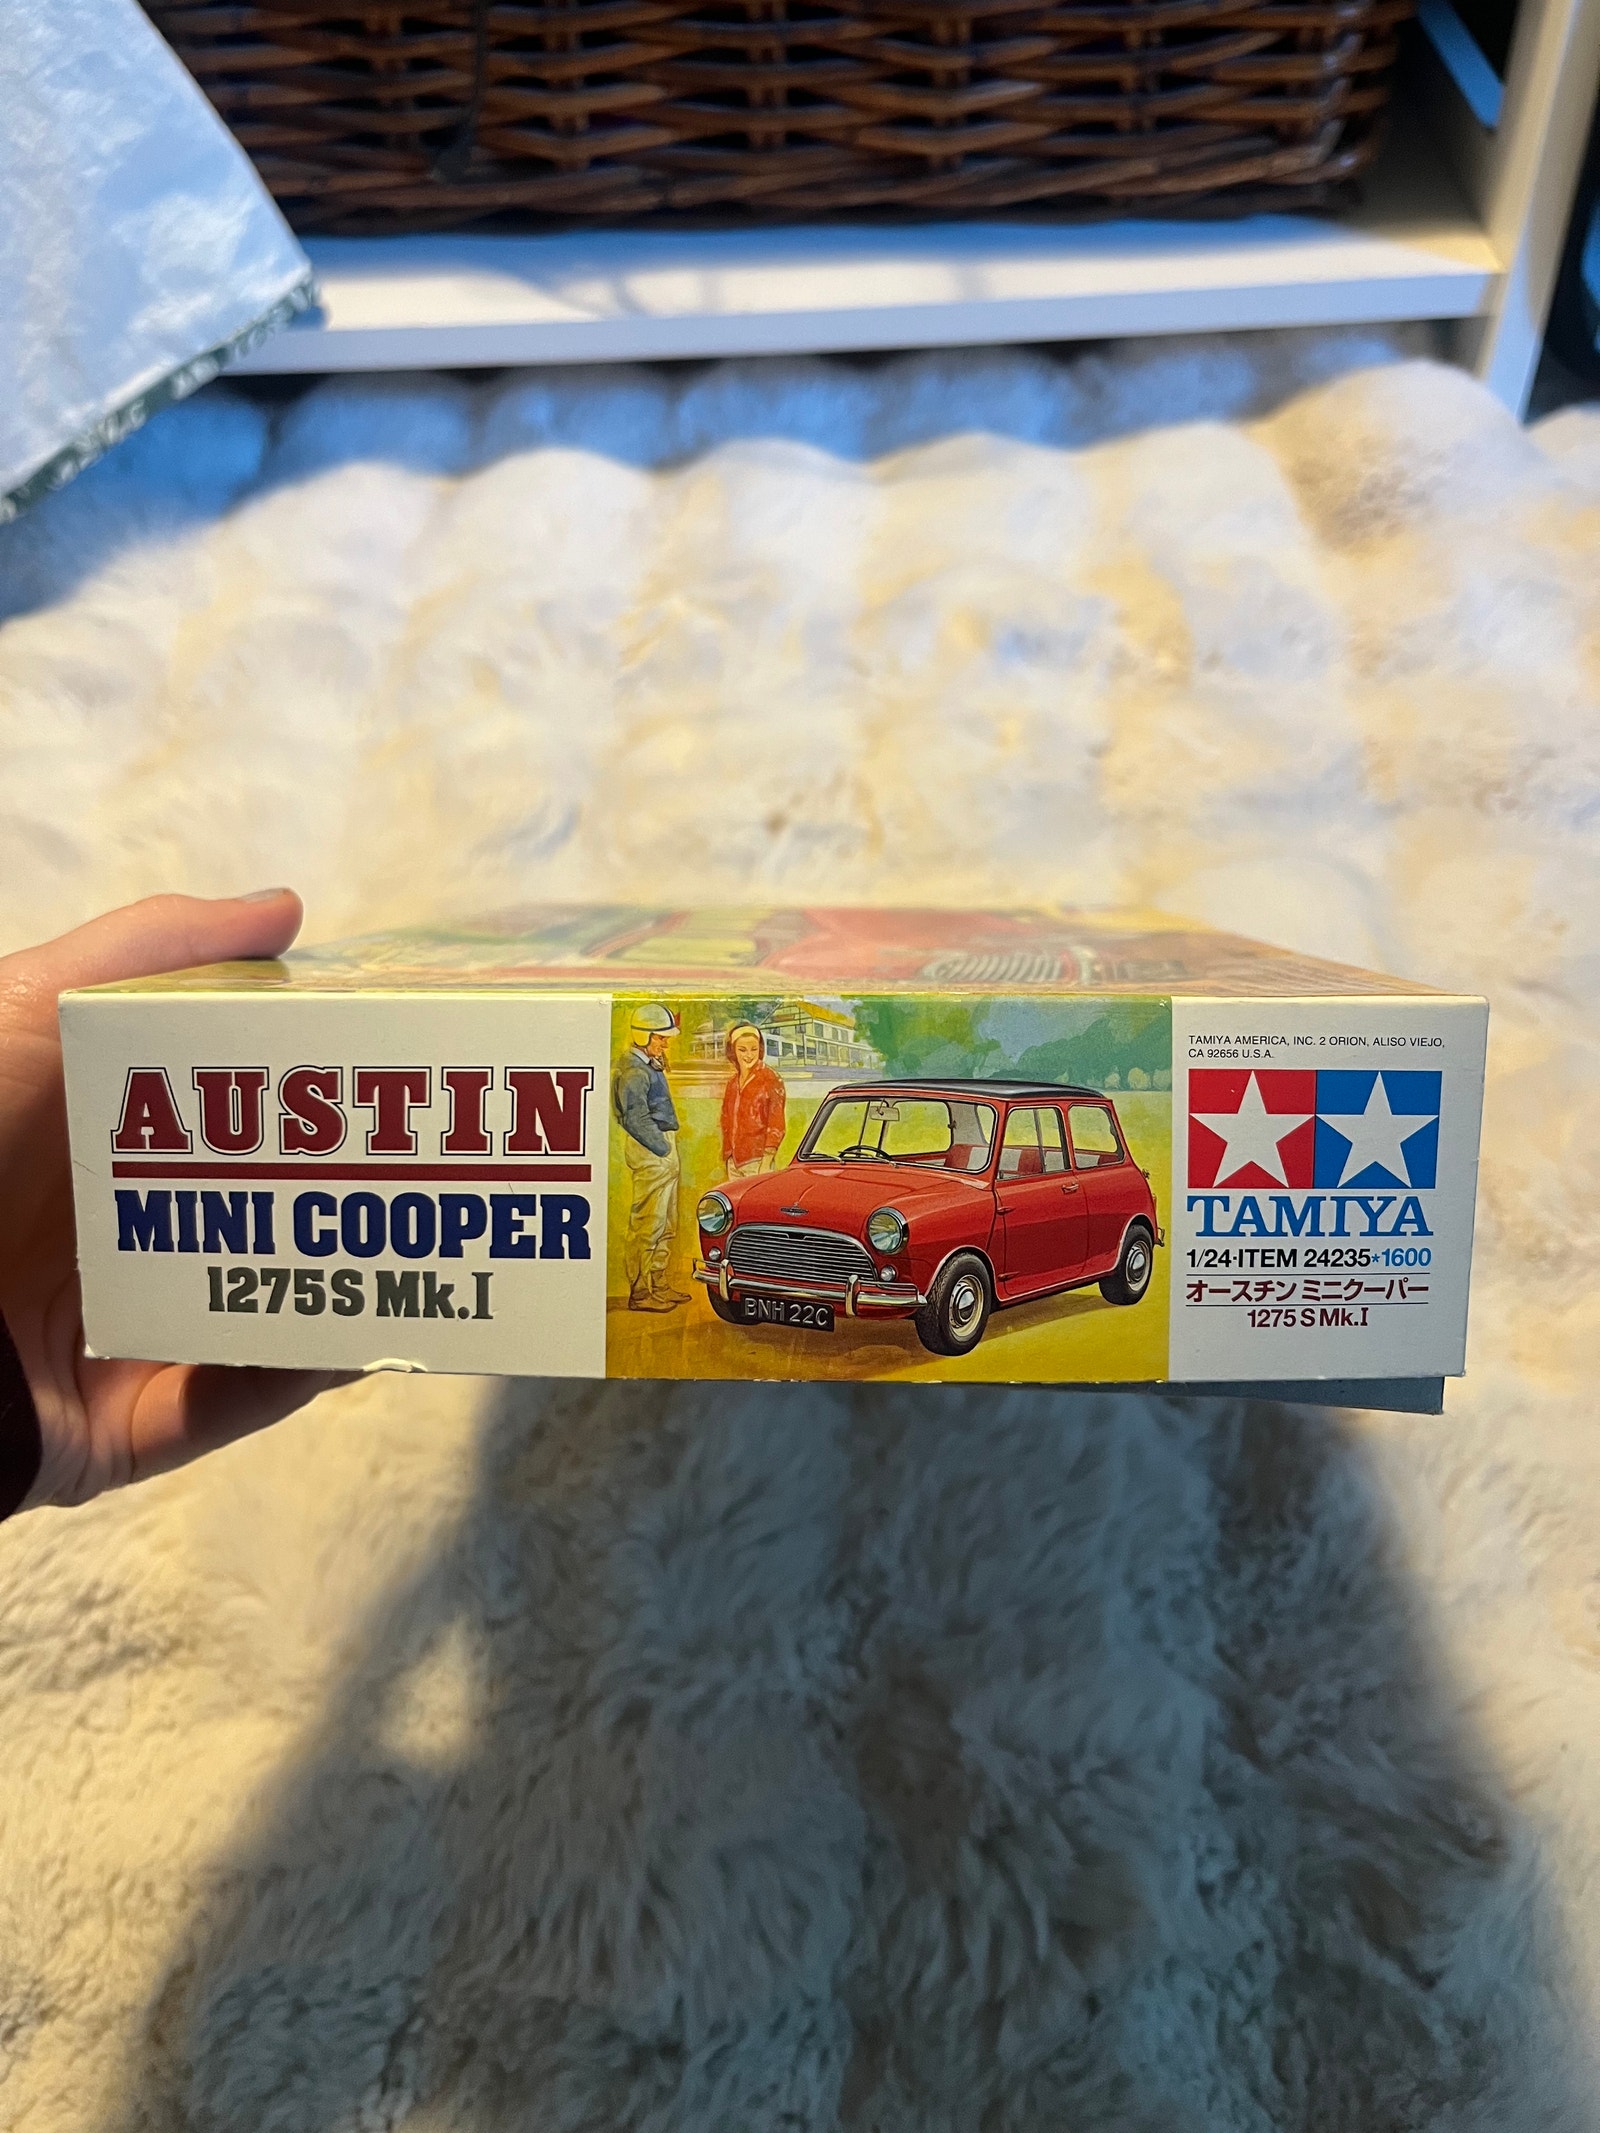 AUSTIN
MINI COOPER
1275S Mk.I
BNH 22C
TAMIYA AMERICA, INC. 2 ORION, ALISO VIEJO,
CA 92656 U.S.A.
TAMIYA
1/24·ITEM 24235*1600
オースチン ミニクーパー
1275 S Mk.I